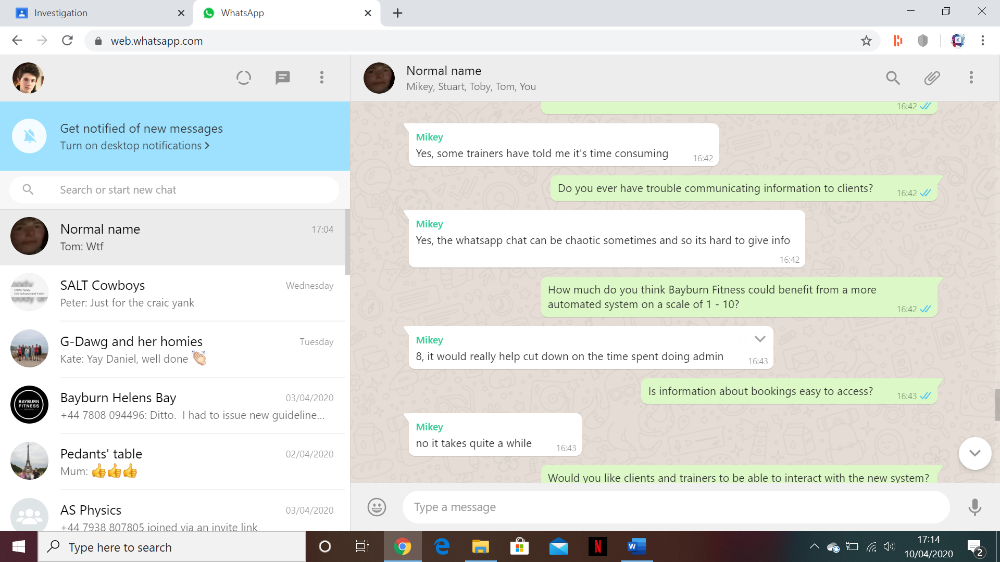 Investigation
WhatsApp
web.whatsapp.com
Get notified of new messages
Turn on desktop notifications
Search or start new chat
Normal name
17:04
Tom: Wtf
SALT Cowboys
Wednesday
Peter: Just for the craic yank
G-Dawg and her homies
Tuesday
Kate: Yay Daniel, well done 👏🏻
BAYBURN
FITNESS
Bayburn Helens Bay
03/04/2020
+44 7808 094496: Ditto.  I had to issue new guideline...
Pedants' table
02/04/2020
Mum: 👍👍👍
AS Physics
03/04/2020
+44 7938 807805 joined via an invite link
Normal name
Mikey, Stuart, Toby, Tom, You
16:42
Mikey
Yes, some trainers have told me it's time consuming
16:42
Do you ever have trouble communicating information to clients?
16:42
Mikey
Yes, the whatsapp chat can be chaotic sometimes and so its hard to give info
16:42
How much do you think Bayburn Fitness could benefit from a more
automated system on a scale of 1 - 10?
16:42
Mikey
8, it would really help cut down on the time spent doing admin
16:43
Is information about bookings easy to access?
16:43
Mikey
no it takes quite a while
16:43
Would you like clients and trainers to be able to interact with the new system?
Type a message
Type here to search
17:14
10/04/2020
2